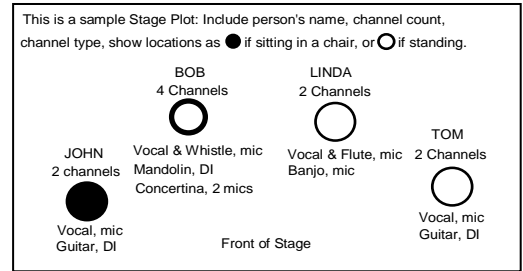 This is a sample Stage Plot: Include person's name, channel count,
channel type, show locations as if sitting in a chair, or if standing.
BOB
4 Channels
Vocal & Whistle, mic
Mandolin, DI
Concertina, 2 mics
LINDA
2 Channels
Vocal & Flute, mic
Banjo, mic
JOHN
2 channels
Vocal, mic
Guitar, DI
TOM
2 Channels
Vocal, mic
Guitar, DI
Front of Stage